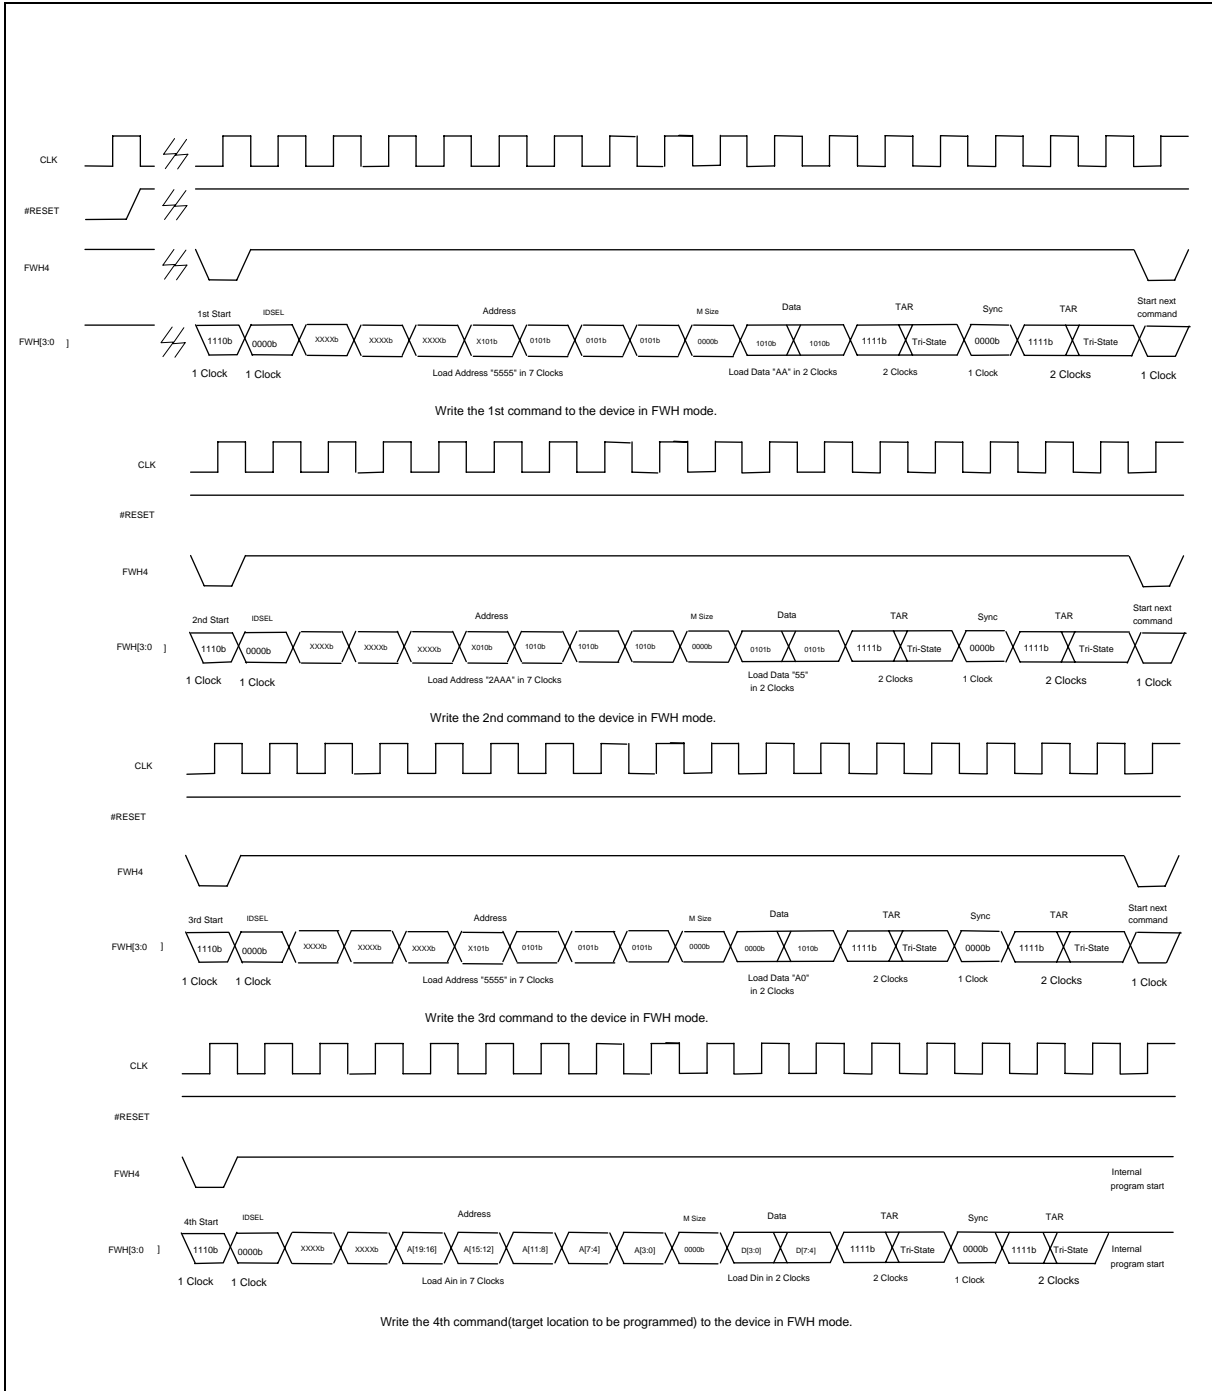 CLK
#RESET
FWH4
1st Start IDSEL Address M Size Data TAR Sync TAR Start next command
FWH[3:0 ] 1110b 0000b XXXXb XXXXb XXXXb X101b 0101b 0101b 0101b 0000b 1010b 1010b 1111b Tri-State 0000b 1111b Tri-State
1 Clock 1 Clock Load Address "5555" in 7 Clocks Load Data "AA" in 2 Clocks 2 Clocks 1 Clock 2 Clocks 1 Clock
Write the 1st command to the device in FWH mode.
CLK
#RESET
FWH4
2nd Start IDSEL Address M Size Data TAR Sync TAR Start next command
FWH[3:0 ] 1110b 0000b XXXXb XXXXb XXXXb X010b 1010b 1010b 1010b 0000b 0101b 0101b 1111b Tri-State 0000b 1111b Tri-State
1 Clock 1 Clock Load Address "2AAA" in 7 Clocks Load Data "55" in 2 Clocks 2 Clocks 1 Clock 2 Clocks 1 Clock
Write the 2nd command to the device in FWH mode.
CLK
#RESET
FWH4
3rd Start IDSEL Address M Size Data TAR Sync TAR Start next command
FWH[3:0 ] 1110b 0000b XXXXb XXXXb XXXXb X101b 0101b 0101b 0101b 0000b 0000b 1010b 1111b Tri-State 0000b 1111b Tri-State
1 Clock 1 Clock Load Address "5555" in 7 Clocks Load Data "A0" in 2 Clocks 2 Clocks 1 Clock 2 Clocks 1 Clock
Write the 3rd command to the device in FWH mode.
CLK
#RESET
FWH4 Internal program start
4th Start IDSEL Address M Size Data TAR Sync TAR
FWH[3:0 ] 1110b 0000b XXXXb XXXXb A[19:16] A[15:12] A[11:8] A[7:4] A[3:0] 0000b D[3:0] D[7:4] 1111b Tri-State 0000b 1111b Tri-State Internal program start
1 Clock 1 Clock Load Ain in 7 Clocks Load Din in 2 Clocks 2 Clocks 1 Clock 2 Clocks
Write the 4th command(target location to be programmed) to the device in FWH mode.